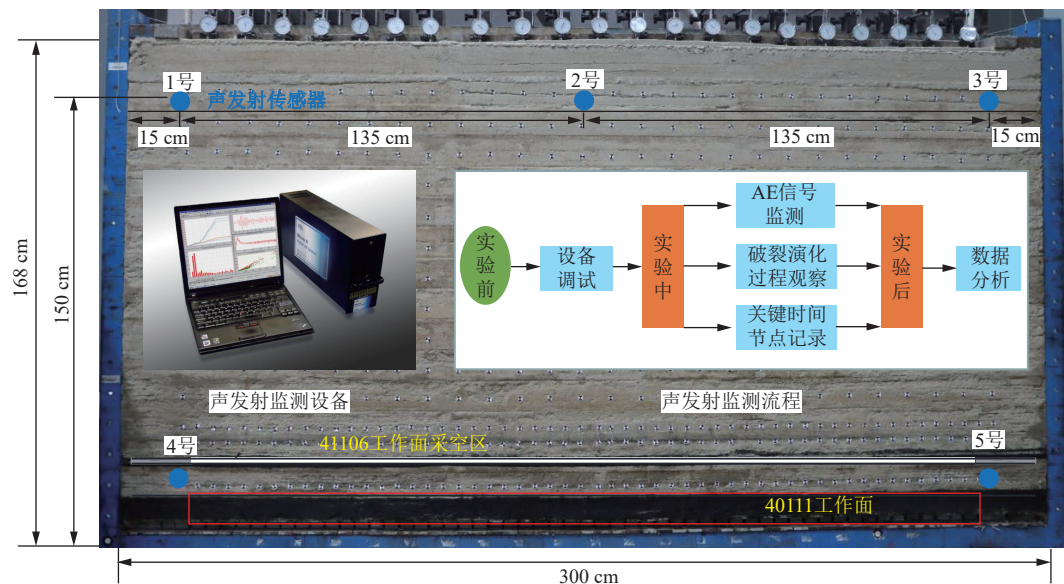 1号
2号
3号
声发射传感器
15 cm
135 cm
135 cm
15 cm
168 cm
150 cm
实验前
设备
调试
实验中
AE信号
监测
破裂演化
过程观察
关键时间
节点记录
实验后
数据
分析
声发射监测设备
声发射监测流程
4号
41106工作面采空区
5号
40111工作面
300 cm